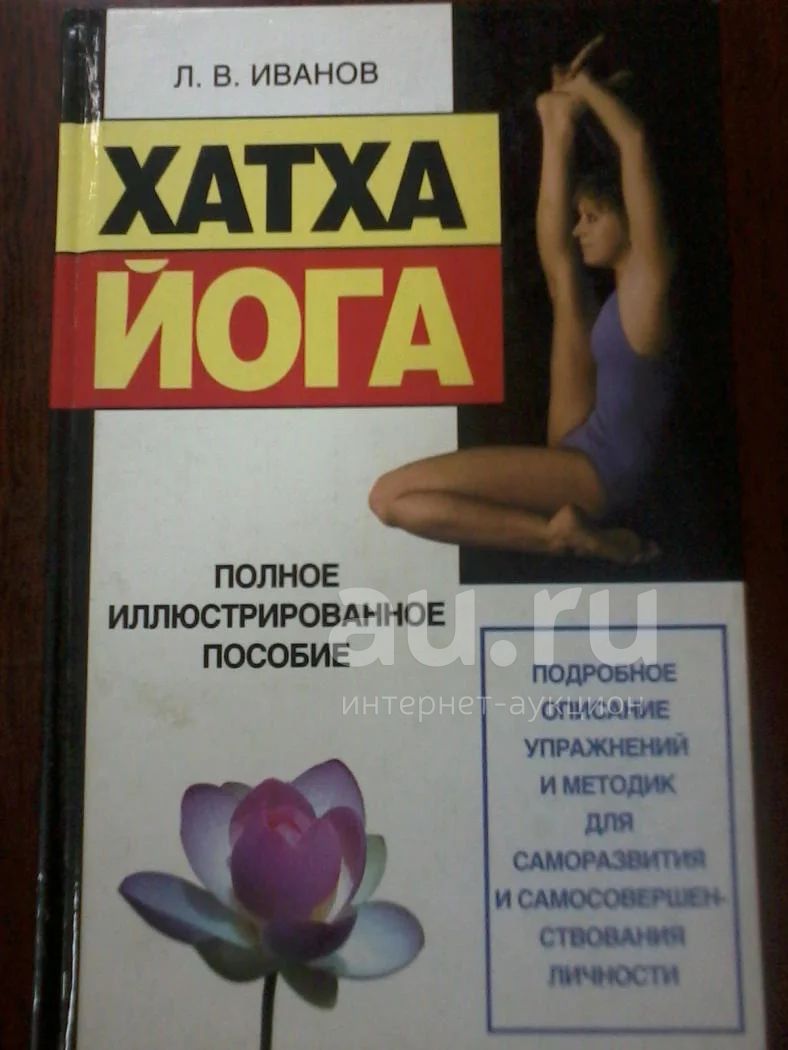 Л. В. ИВАНОВ
ХАТХА
ЙОГА
ПОЛНОЕ
ИЛЛЮСТРИРОВАННОЕ
ПОСОБИЕ
au.ru
интернет-аукцион
ПОДРОБНОЕ
ОПИСАНИЕ
УПРАЖНЕНИЙ
И МЕТОДИК
ДЛЯ
САМОРАЗВИТИЯ
И САМОСОВЕРШЕН-
СТВОВАНИЯ
ЛИЧНОСТИ